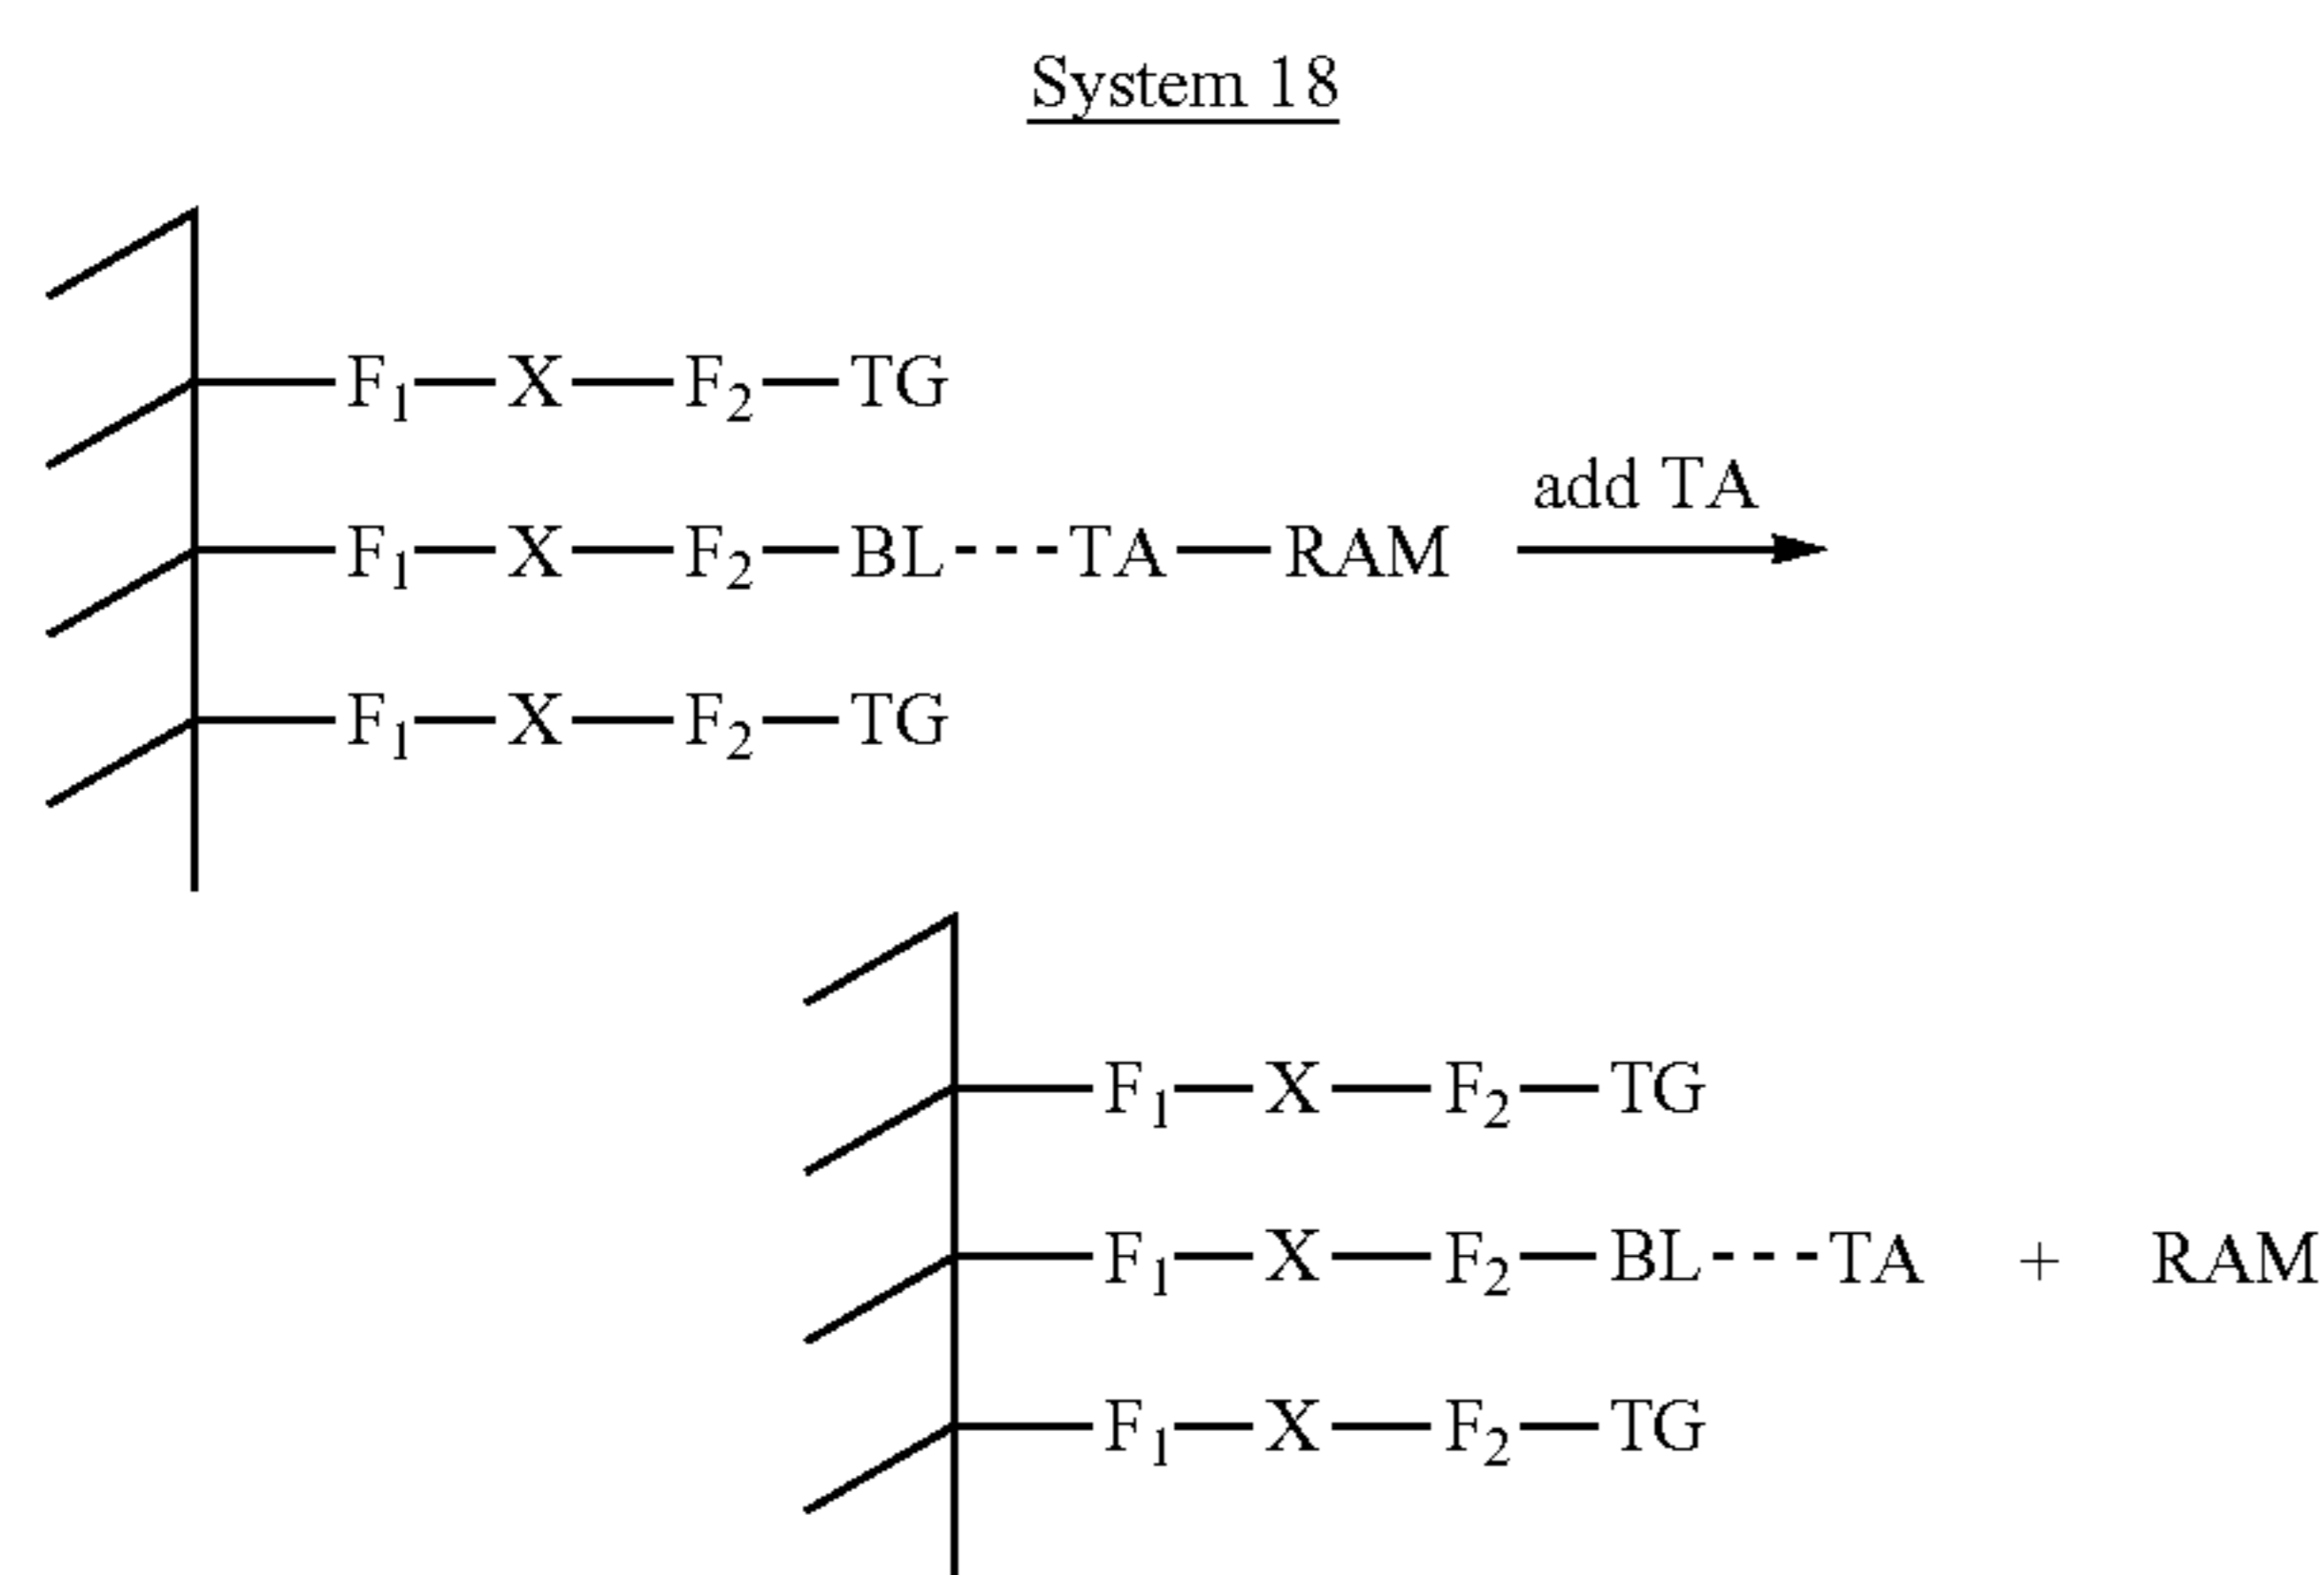 System 18
F₁—X—F₂—TG
add TA
F₁—X—F₂—BL---TA—RAM
F₁—X—F₂—TG
F₁—X—F₂—TG
F₁—X—F₂—BL---TA + RAM
F₁—X—F₂—TG